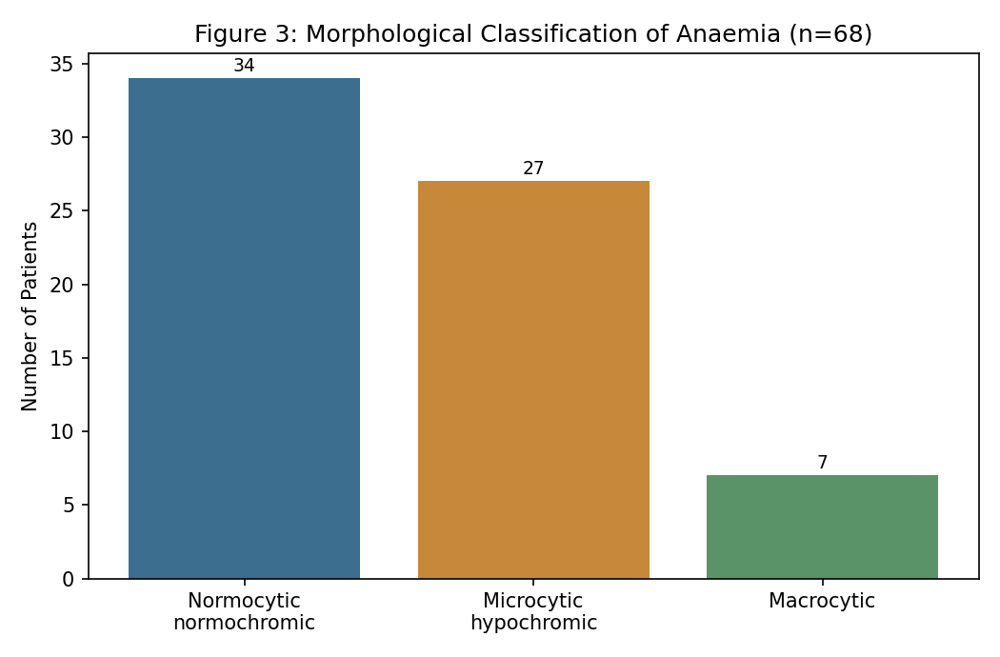 Figure 3: Morphological Classification of Anaemia (n=68)
Number of Patients
35
30
25
20
15
10
5
0
34
27
7
Normocytic
normochromic
Microcytic
hypochromic
Macrocytic